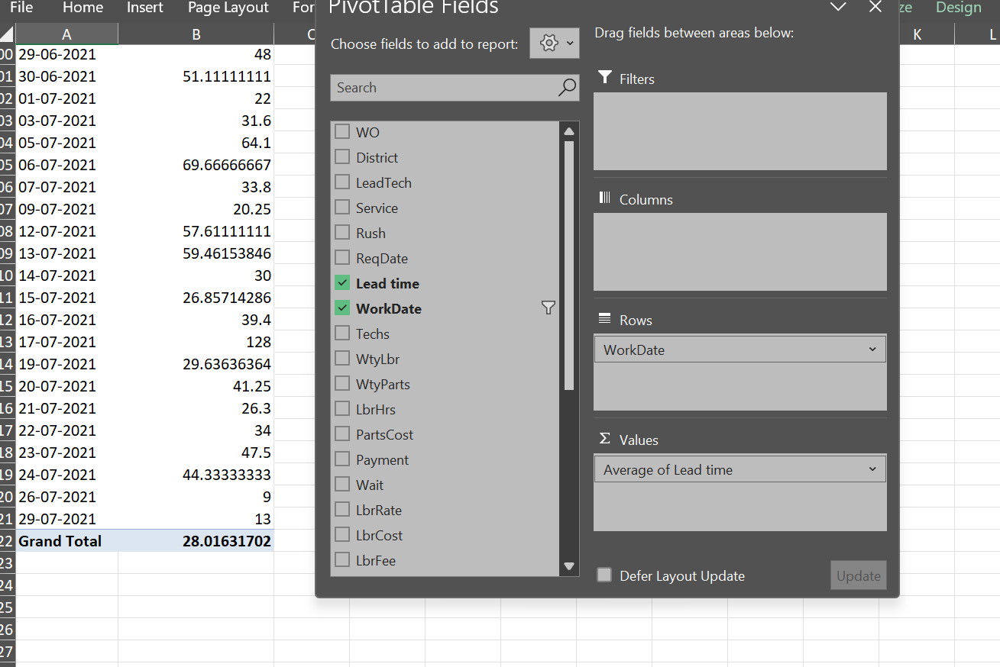 File Home Insert Page Layout For ze Design
PivotTable Fields
A B C K L
00 29-06-2021 48
01 30-06-2021 51.11111111
02 01-07-2021 22
03 03-07-2021 31.6
04 05-07-2021 64.1
05 06-07-2021 69.66666667
06 07-07-2021 33.8
07 09-07-2021 20.25
08 12-07-2021 57.61111111
09 13-07-2021 59.46153846
10 14-07-2021 30
11 15-07-2021 26.85714286
12 16-07-2021 39.4
13 17-07-2021 128
14 19-07-2021 29.63636364
15 20-07-2021 41.25
16 21-07-2021 26.3
17 22-07-2021 34
18 23-07-2021 47.5
19 24-07-2021 44.33333333
20 26-07-2021 9
21 29-07-2021 13
22 Grand Total 28.01631702
23
24
25
26
27
Choose fields to add to report:
Search
WO
District
LeadTech
Service
Rush
ReqDate
Lead time
WorkDate
Techs
WtyLbr
WtyParts
LbrHrs
PartsCost
Payment
Wait
LbrRate
LbrCost
LbrFee
Drag fields between areas below:
Filters
Columns
Rows
WorkDate
Σ Values
Average of Lead time
Defer Layout Update
Update